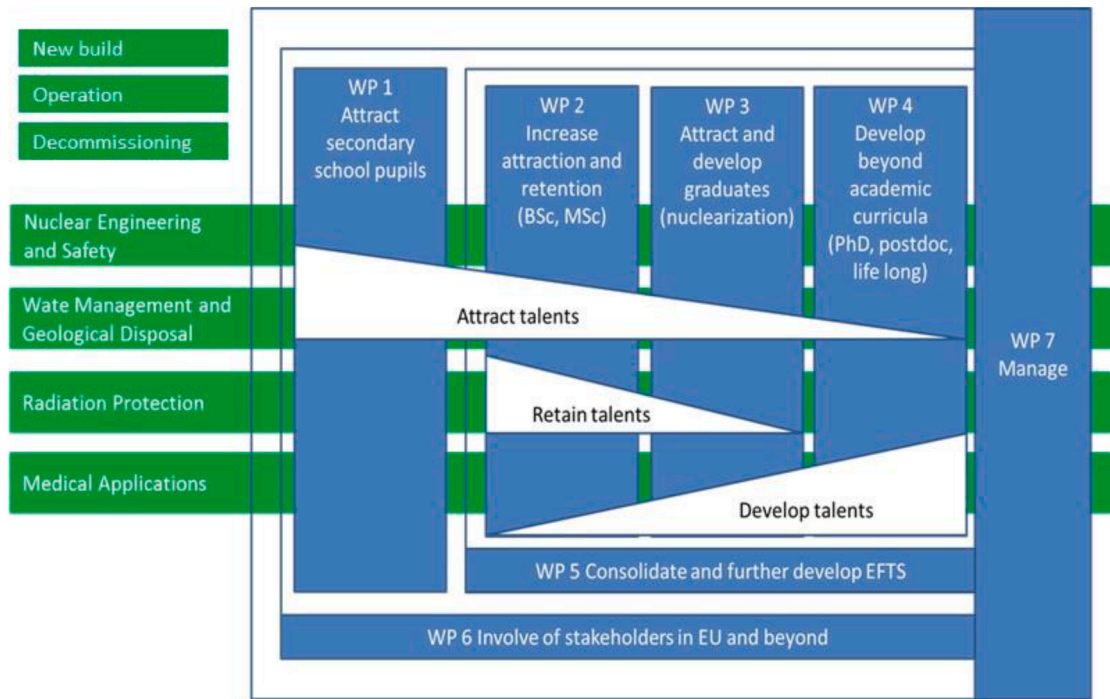 New build
Operation
Decommissioning
Nuclear Engineering
and Safety
Wate Management and
Geological Disposal
Radiation Protection
Medical Applications
WP 1
Attract
secondary
school pupils
WP 2
Increase
attraction and
retention
(BSc, MSc)
WP 3
Attract and
develop
graduates
(nuclearization)
WP 4
Develop
beyond
academic
curricula
(PhD, postdoc,
life long)
Attract talents
Retain talents
Develop talents
WP 5 Consolidate and further develop EFTS
WP 6 Involve of stakeholders in EU and beyond
WP 7
Manage